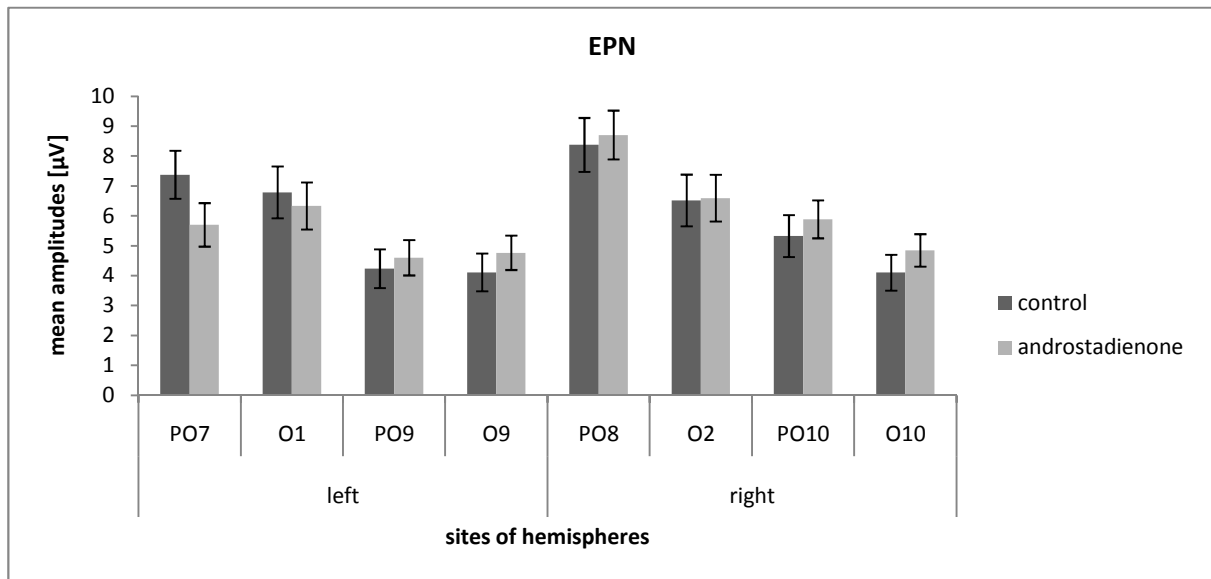 EPN
mean amplitudes [µV]
10
9
8
7
6
5
4
3
2
1
0
PO7 O1 PO9 O9 PO8 O2 PO10 O10
left right
sites of hemispheres
control
androstadienone